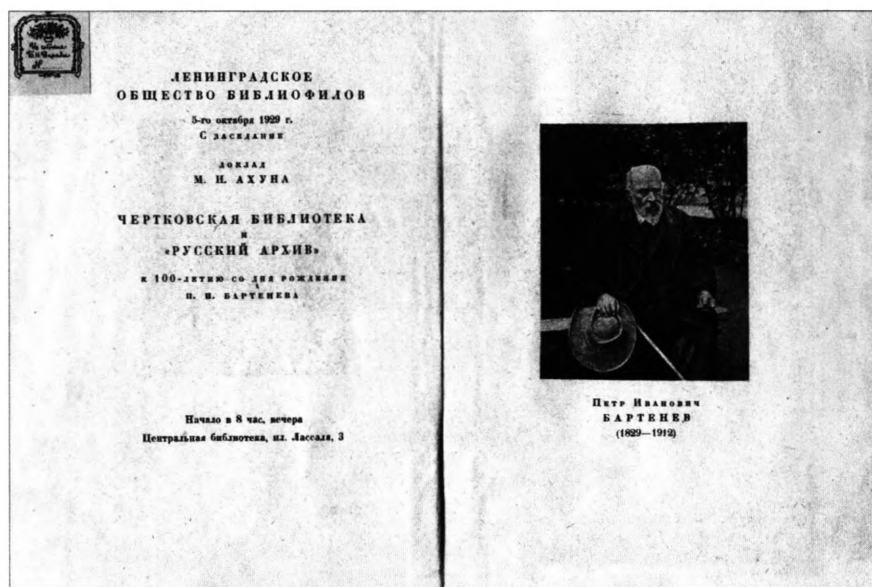 ЛЕНИНГРАДСКОЕ
ОБЩЕСТВО БИБЛИОФИЛОВ
5-го октября 1929 г.
С ЗАСЕДАНИЕ
ДОКЛАД
М. И. АХУНА
ЧЕРТКОВСКАЯ БИБЛИОТЕКА
И
«РУССКИЙ АРХИВ»
К 100-ЛЕТИЮ СО ДНЯ РОЖДЕНИЯ
П. И. БАРТЕНЕВА
Начало в 8 час. вечера
Центральная библиотека, пл. Лассаля, 3
ПЕТР ИВАНОВИЧ
БАРТЕНЕВ
(1829—1912)